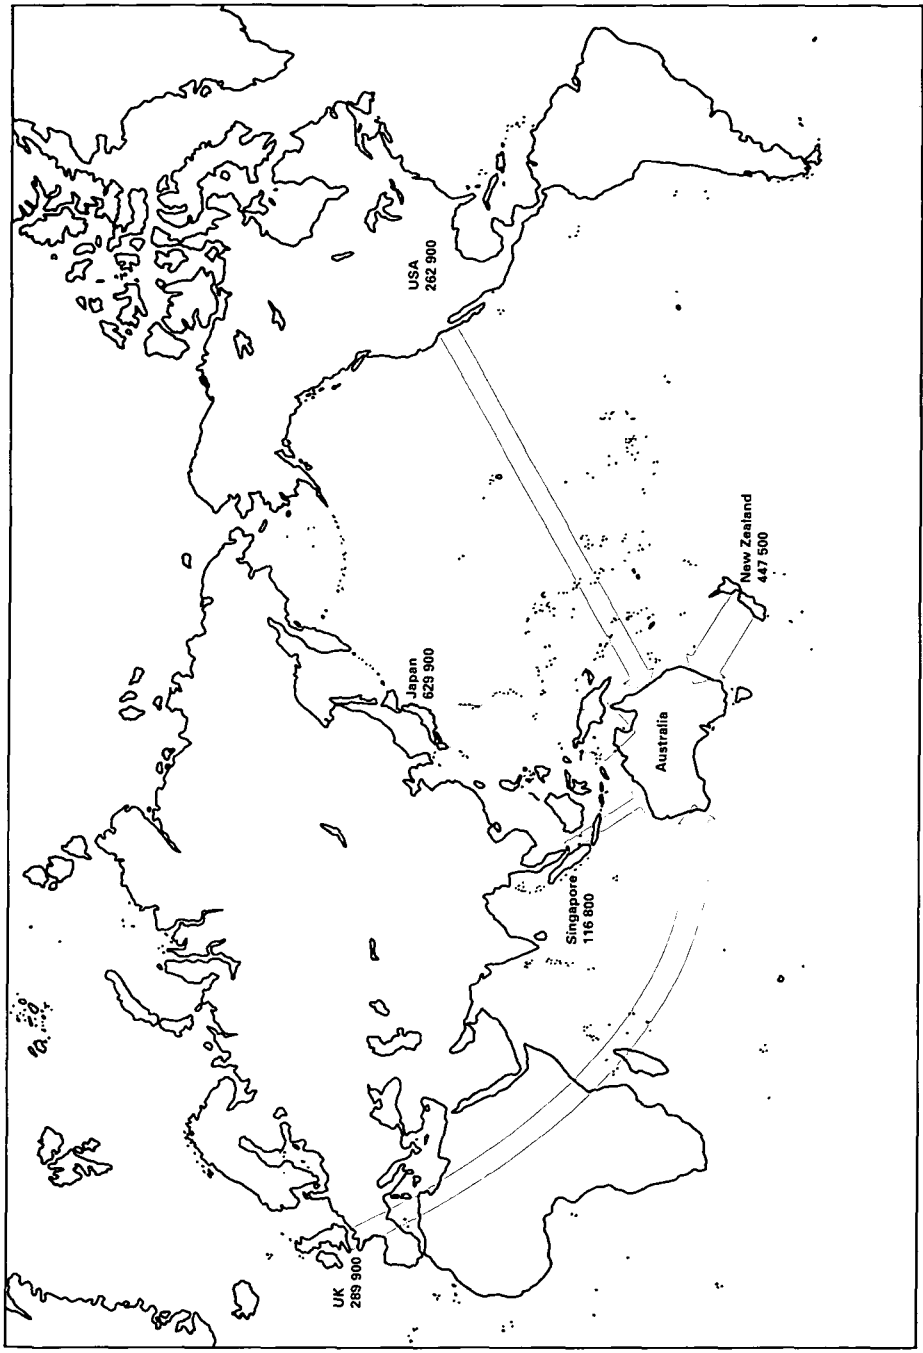 UK
289 900
Singapore
116 800
Japan
629 900
Australia
New Zealand
447 500
USA
262 900